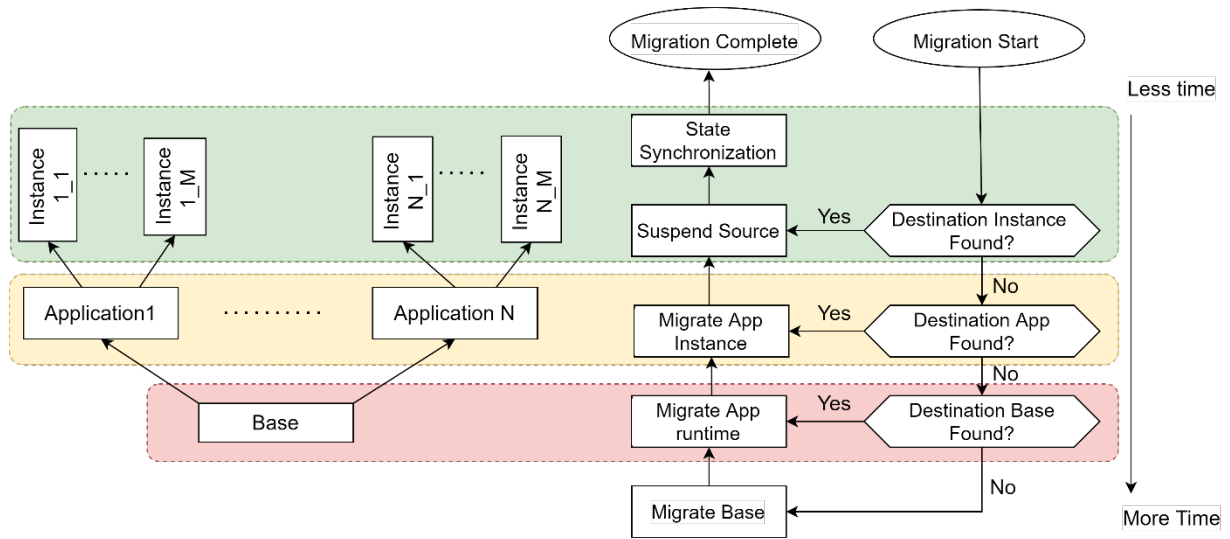 Migration Complete
Migration Start
Less time
Instance
1_1
.....
Instance
1_M
Instance
N_1
.....
Instance
N_M
State
Synchronization
Suspend Source
Yes
Destination Instance
Found?
No
Application1
..........
Application N
Migrate App
Instance
Yes
Destination App
Found?
No
Base
Migrate App
runtime
Yes
Destination Base
Found?
No
Migrate Base
More Time